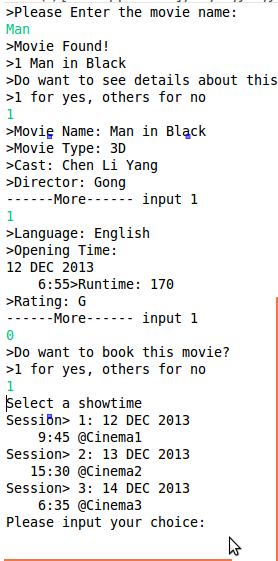 >Please Enter the movie name:
Man
>Movie Found!
>1 Man in Black
>Do want to see details about this
>1 for yes, others for no
1
>Movie Name: Man in Black
>Movie Type: 3D
>Cast: Chen Li Yang
>Director: Gong
------More------ input 1
1
>Language: English
>Opening Time:
12 DEC 2013
    6:55>Runtime: 170
>Rating: G
------More------ input 1
0
>Do want to book this movie?
>1 for yes, others for no
1
Select a showtime
Session> 1: 12 DEC 2013
    9:45 @Cinema1
Session> 2: 13 DEC 2013
   15:30 @Cinema2
Session> 3: 14 DEC 2013
    6:35 @Cinema3
Please input your choice: